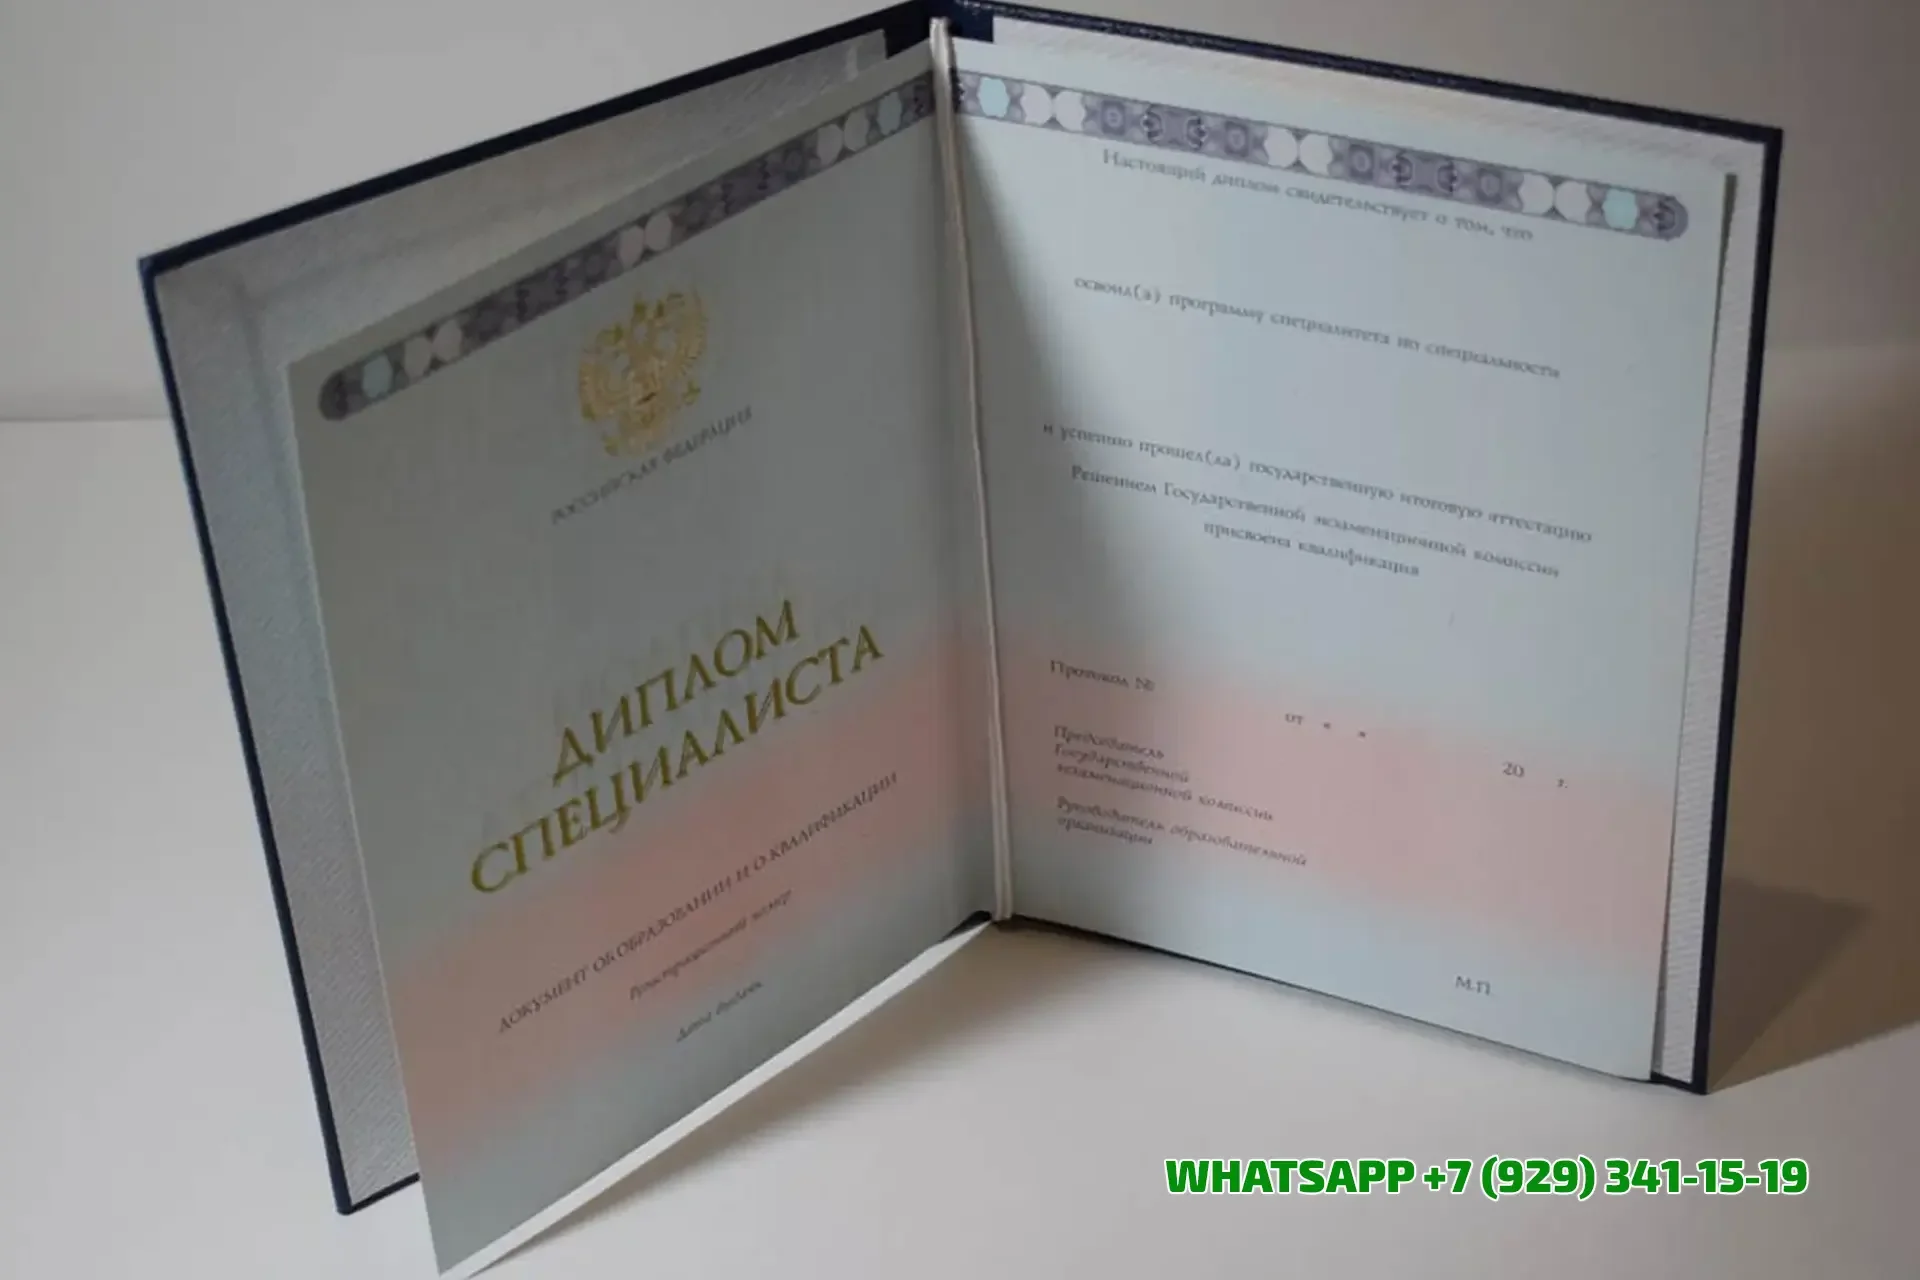 РОССИЙСКАЯ ФЕДЕРАЦИЯ
ДИПЛОМ
СПЕЦИАЛИСТА
ДОКУМЕНТ ОБ ОБРАЗОВАНИИ И О КВАЛИФИКАЦИИ
Регистрационный номер
Дата выдачи
Настоящий диплом свидетельствует о том, что
освоил(а) программу специалитета по специальности
и успешно прошел(ла) государственную итоговую аттестацию
Решением Государственной экзаменационной комиссии
присвоена квалификация
Протокол №
от « »
20 г.
Председатель
Государственной
экзаменационной комиссии
Руководитель образовательной
организации
М.П.
WHATSAPP +7 (929) 341-15-19